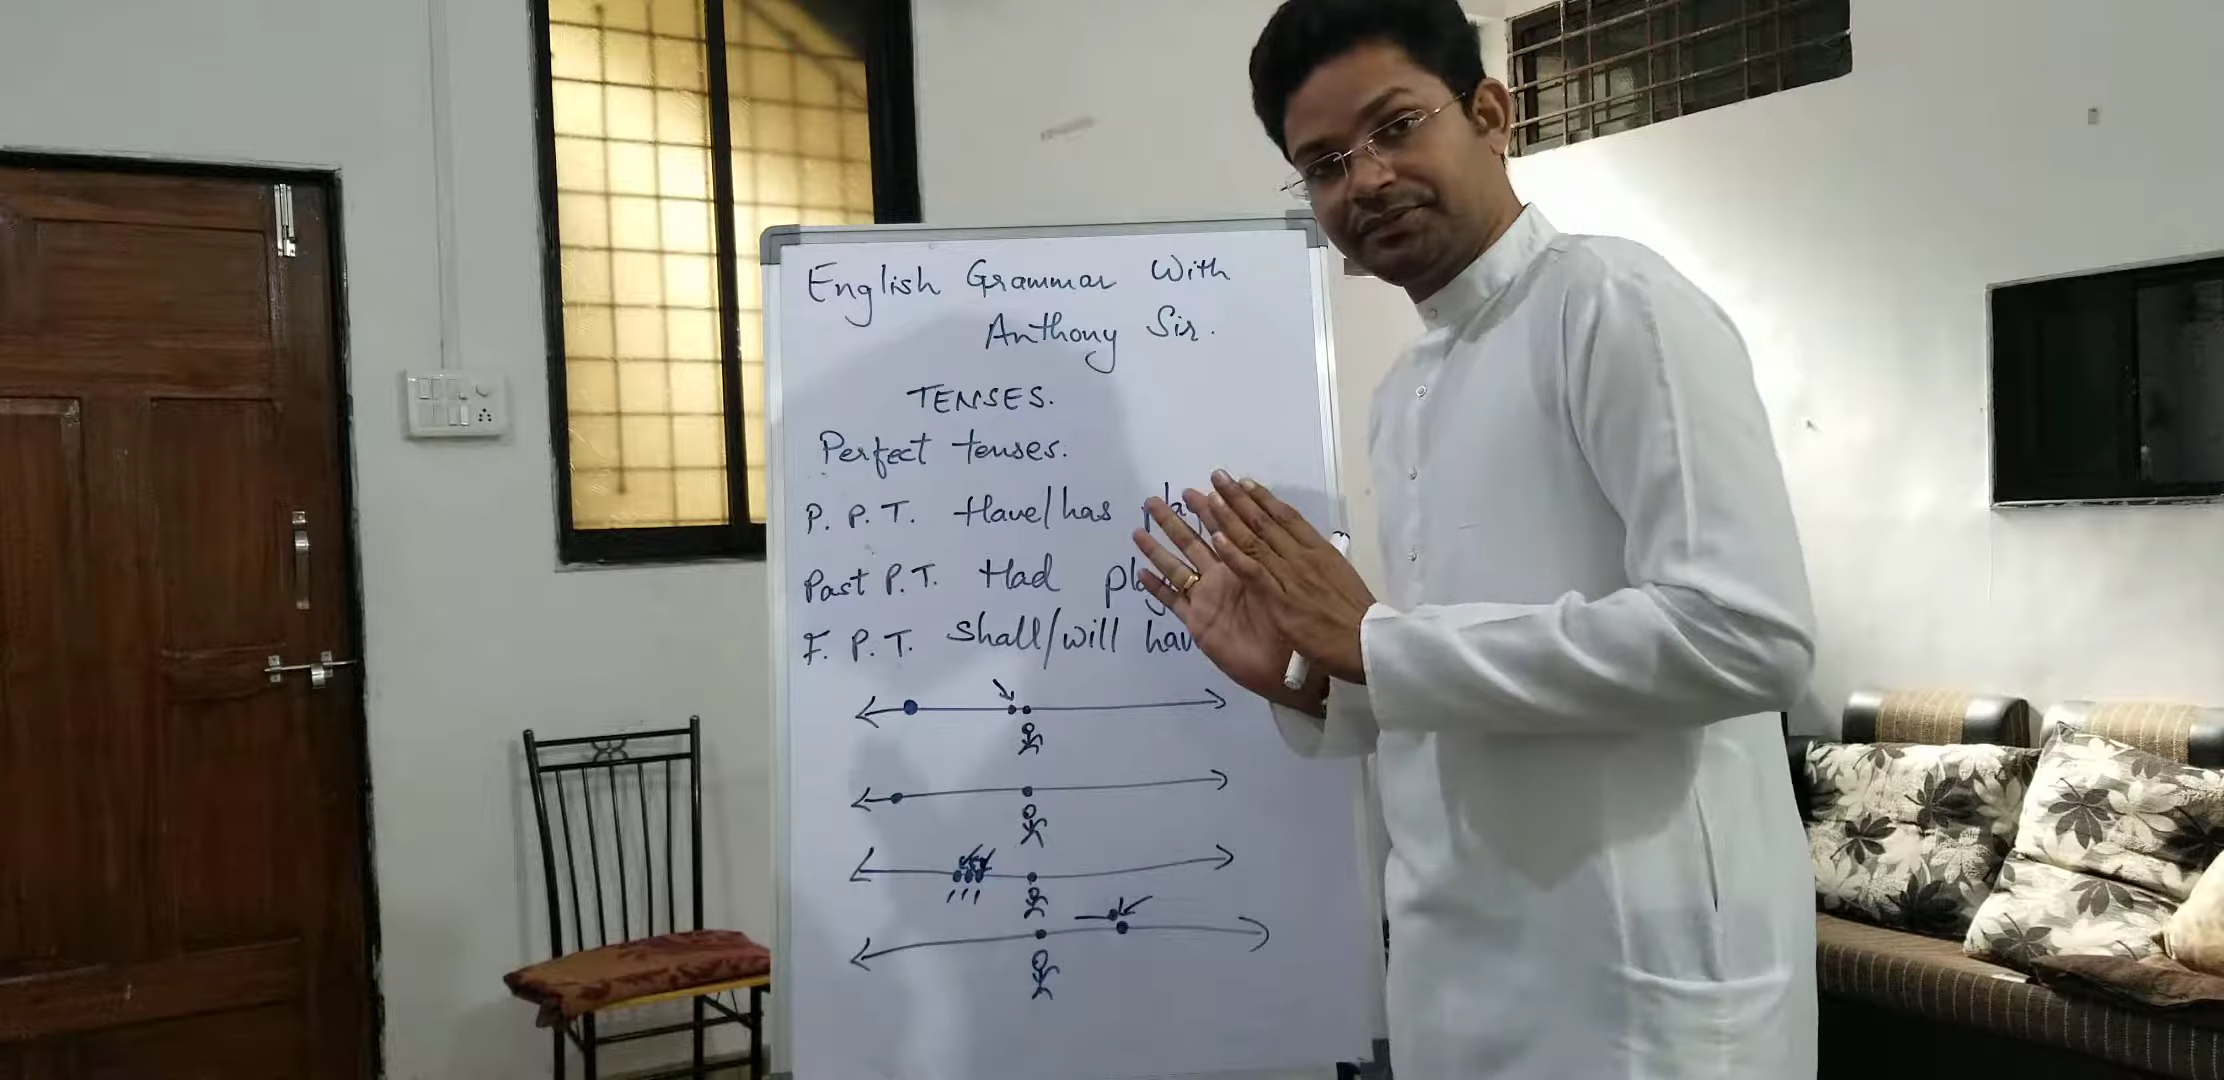 English Grammar With
Anthony Sir.
TENSES.
Perfect tenses.
P. P. T. Have/has
Past P.T. Had
F. P. T. Shall/will